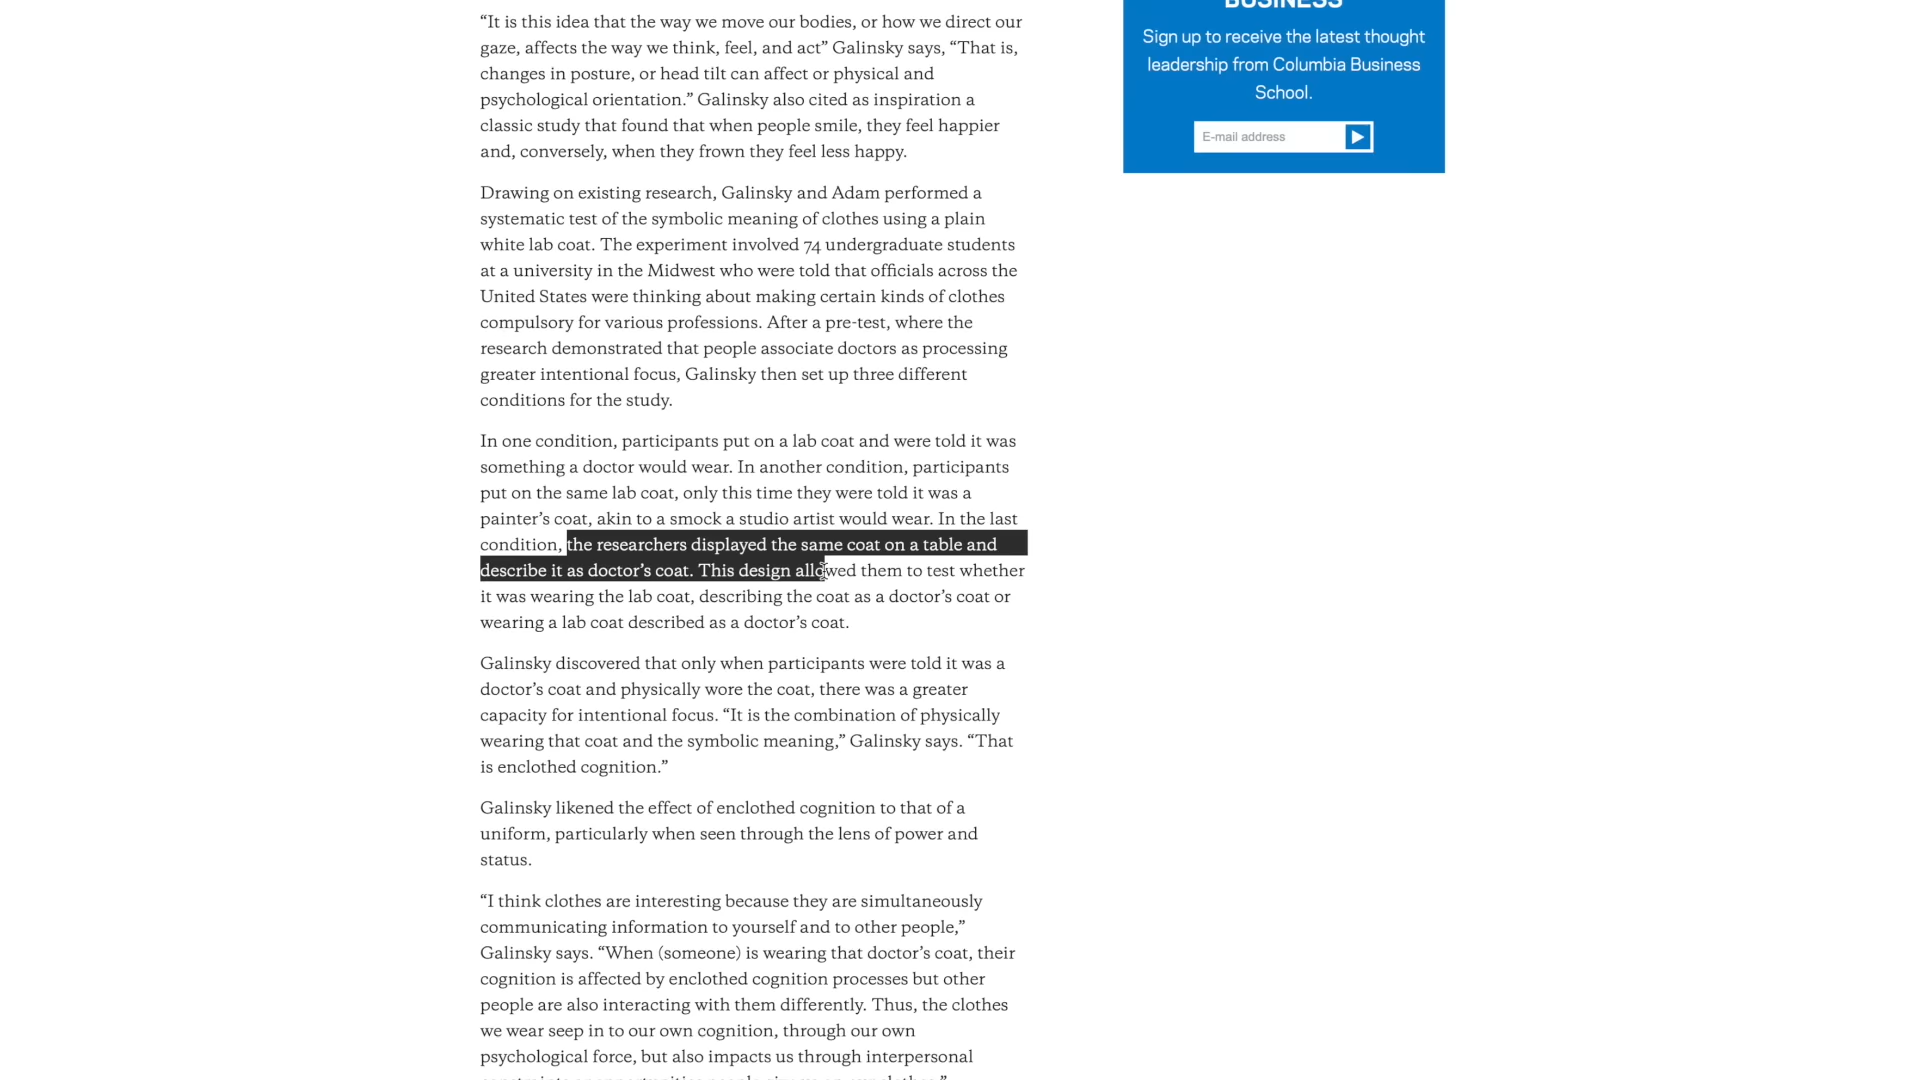 “It is this idea that the way we move our bodies, or how we direct our
gaze, affects the way we think, feel, and act” Galinsky says, “That is,
changes in posture, or head tilt can affect or physical and
psychological orientation.” Galinsky also cited as inspiration a
classic study that found that when people smile, they feel happier
and, conversely, when they frown they feel less happy.
Drawing on existing research, Galinsky and Adam performed a
systematic test of the symbolic meaning of clothes using a plain
white lab coat. The experiment involved 74 undergraduate students
at a university in the Midwest who were told that officials across the
United States were thinking about making certain kinds of clothes
compulsory for various professions. After a pre-test, where the
research demonstrated that people associate doctors as processing
greater intentional focus, Galinsky then set up three different
conditions for the study.
In one condition, participants put on a lab coat and were told it was
something a doctor would wear. In another condition, participants
put on the same lab coat, only this time they were told it was a
painter’s coat, akin to a smock a studio artist would wear. In the last
condition, the researchers displayed the same coat on a table and
describe it as doctor’s coat. This design allowed them to test whether
it was wearing the lab coat, describing the coat as a doctor’s coat or
wearing a lab coat described as a doctor’s coat.
Galinsky discovered that only when participants were told it was a
doctor’s coat and physically wore the coat, there was a greater
capacity for intentional focus. “It is the combination of physically
wearing that coat and the symbolic meaning,” Galinsky says. “That
is enclothed cognition.”
Galinsky likened the effect of enclothed cognition to that of a
uniform, particularly when seen through the lens of power and
status.
“I think clothes are interesting because they are simultaneously
communicating information to yourself and to other people,”
Galinsky says. “When (someone) is wearing that doctor’s coat, their
cognition is affected by enclothed cognition processes but other
people are also interacting with them differently. Thus, the clothes
we wear seep in to our own cognition, through our own
psychological force, but also impacts us through interpersonal
BUSINESS
Sign up to receive the latest thought
leadership from Columbia Business
School.
E-mail address